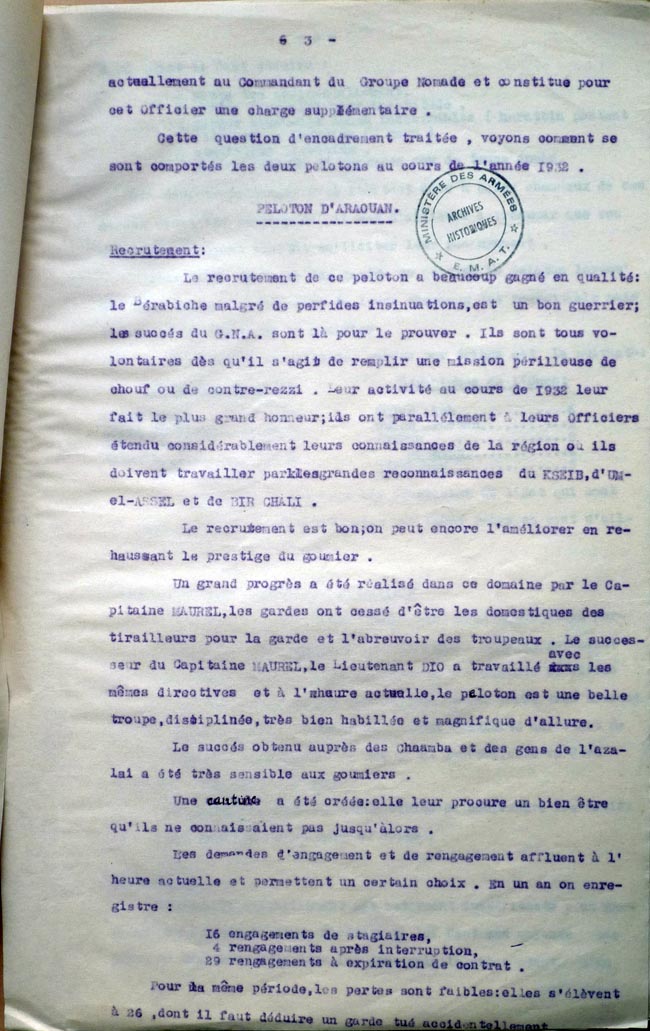 6 3 -
actuellement au Commandant du Groupe Nomade et constitue pour
cet Officier une charge supplémentaire .
Cette question d'encadrement traitée , voyons comment se
sont comportés les deux pelotons au cours de l'année 1932 .
PELOTON D'ARAOUAN.
MINISTÈRE DES ARMÉES
ARCHIVES
HISTORIQUES
★ E. M. A. T. ★
Recrutement:
Le recrutement de ce peloton a beaucoup gagné en qualité:
le Bérabiche malgré de perfides insinuations,est un bon guerrier;
les succés du G.N.A. sont là pour le prouver . Ils sont tous vo-
lontaires dès qu'il s'agit de remplir une mission périlleuse de
chouf ou de contre-rezzi . Leur activité au cours de 1932 leur
fait le plus grand honneur;ils ont parallélement à leurs Officiers
étendu considérablement leurs connaissances de la région où ils
doivent travailler parklesgrandes reconnaissances du KSEIB,d'UM-
el-ASSEL et de BIR CHALI .
Le recrutement est bon;on peut encore l'améliorer en re-
haussant le prestige du goumier .
Un grand progrès a été réalisé dans ce domaine par le Ca-
pitaine MAUREL,les gardes ont cessé d'être les domestiques des
tirailleurs pour la garde et l'abreuvoir des troupeaux . Le succes-
seur du Capitaine MAUREL,le Lieutenant DIO a travaillé avec les
mêmes directives et à l'xheure actuelle,le peloton est une belle
troupe,disciplinée,très bien habillée et magnifique d'allure.
Le succés obtenu auprès des Chaamba et des gens de l'aza-
lai a été très sensible aux goumiers .
Une a été créée:elle leur procure un bien être
qu'ils ne connaissaient pas jusqu'àlors .
Les demandes d'engagement et de rengagement affluent à l'
heure actuelle et permettent un certain choix . En un an on enre-
gistre :
16 engagements de stagiaires,
4 rengagements après interruption,
29 rengagements à expiration de contrat .
Pour la même période,les pertes sont faibles:elles s'élèvent
à 26 ,dont il faut déduire un garde tué accidentellement